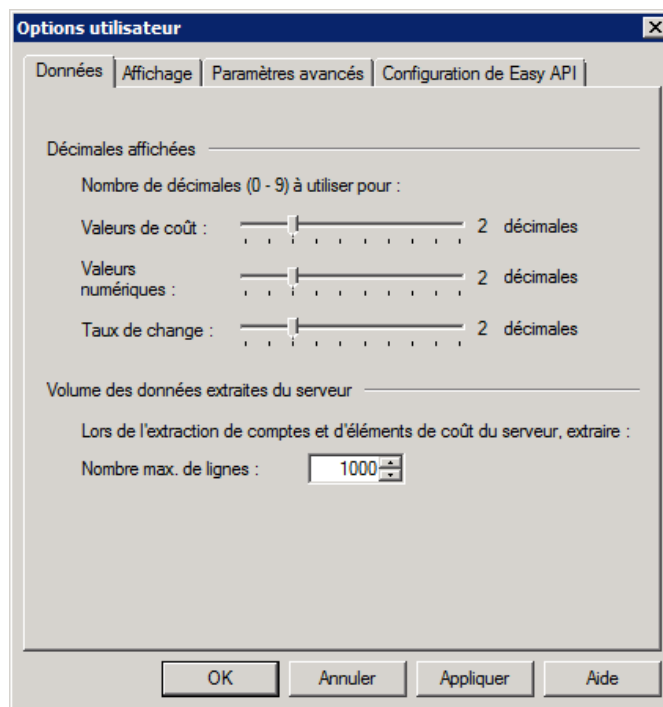 Options utilisateur
Données Affichage Paramètres avancés Configuration de Easy API
Décimales affichées
Nombre de décimales (0 - 9) à utiliser pour :
Valeurs de coût : 2 décimales
Valeurs
numériques : 2 décimales
Taux de change : 2 décimales
Volume des données extraites du serveur
Lors de l'extraction de comptes et d'éléments de coût du serveur, extraire :
Nombre max. de lignes : 1000
OK Annuler Appliquer Aide